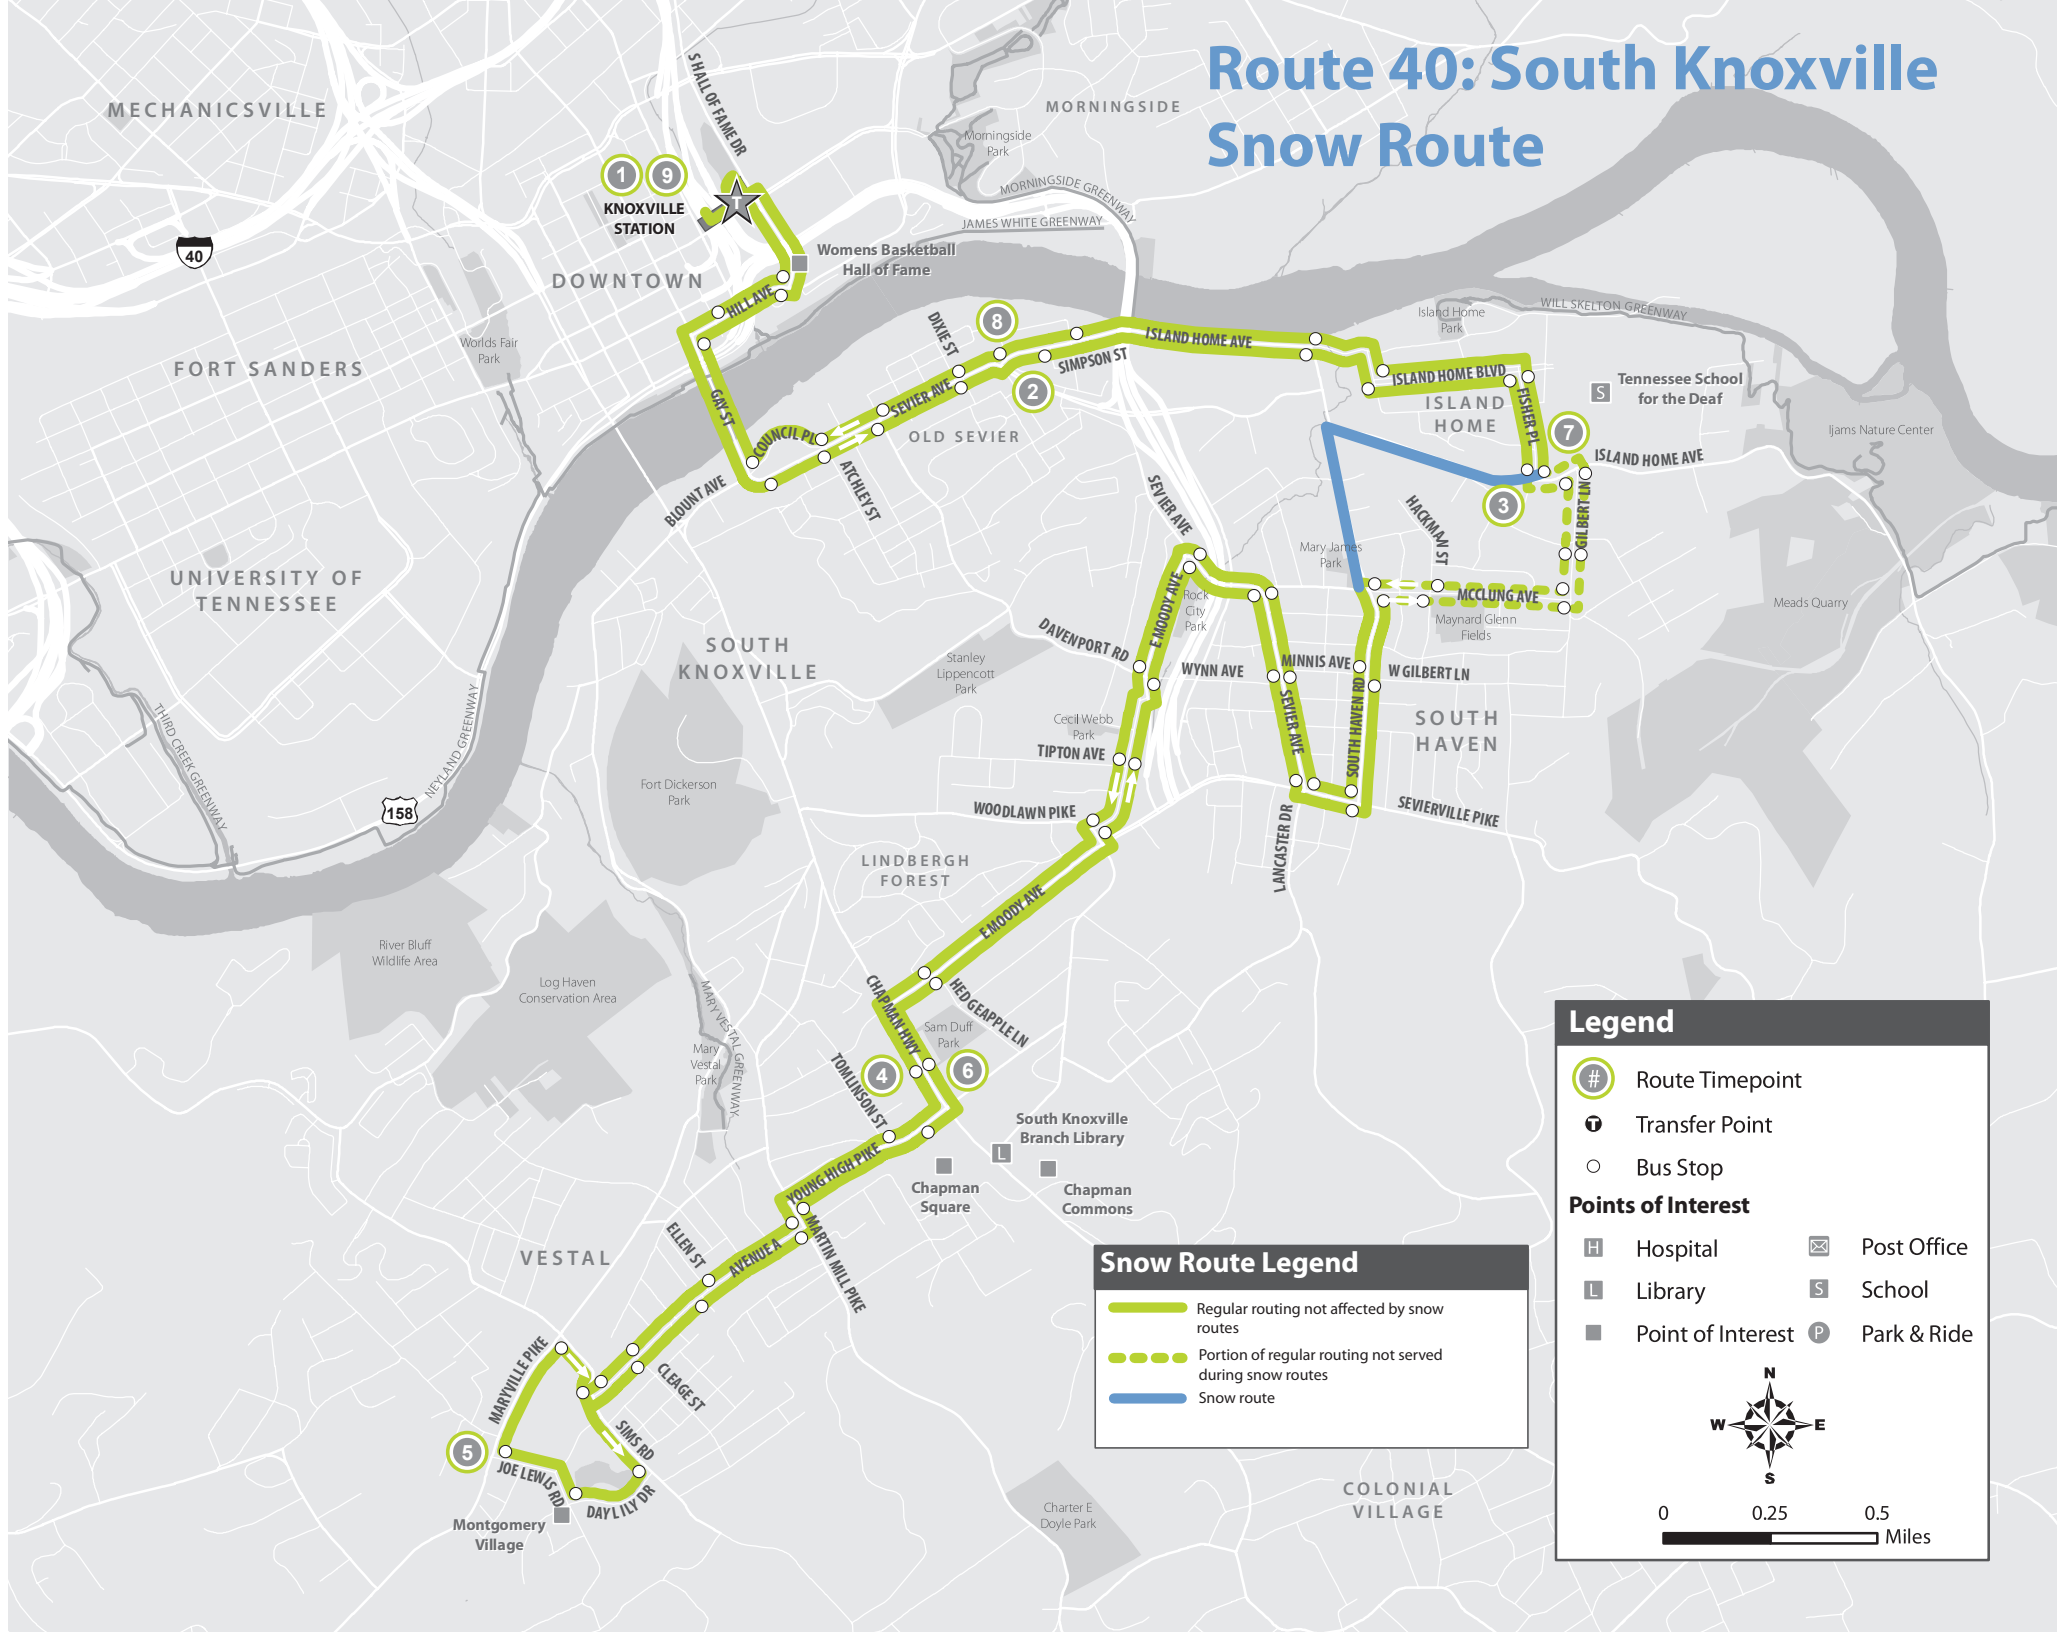 Route 40: South Knoxville
Snow Route
MECHANICSVILLE
MORNINGSIDE
Morningside
Park
S HALL OF FAME DR
1
9
KNOXVILLE
STATION
T
MORNINGSIDE GREENWAY
JAMES WHITE GREENWAY
40
Womens Basketball
Hall of Fame
DOWNTOWN
HILL AVE
WILL SKELTON GREENWAY
Island Home
Park
DIXIE ST
8
ISLAND HOME AVE
Worlds Fair
Park
FORT SANDERS
SIMPSON ST
2
ISLAND HOME BLVD
S
Tennessee School
for the Deaf
GAY ST
SEVIER AVE
FISHER PL
ISLAND
HOME
COUNCIL PL
OLD SEVIER
7
Ijams Nature Center
ISLAND HOME AVE
BLOUNT AVE
ATCHLEY ST
SEVIER AVE
3
HACKMAN ST
GILBERT LN
Mary James
Park
UNIVERSITY OF
TENNESSEE
MCCLUNG AVE
Meads Quarry
Rock
City
Park
E MOODY AVE
Maynard Glenn
Fields
DAVENPORT RD
SOUTH
KNOXVILLE
Stanley
Lippencott
Park
WYNN AVE
MINNIS AVE
W GILBERT LN
SEVIER AVE
SOUTH HAVEN RD
SOUTH
HAVEN
Cecil Webb
Park
TIPTON AVE
THIRD CREEK GREENWAY
NEYLAND GREENWAY
158
Fort Dickerson
Park
WOODLAWN PIKE
SEVIERVILLE PIKE
LANCASTER DR
LINDBERGH
FOREST
E MOODY AVE
River Bluff
Wildlife Area
Log Haven
Conservation Area
CHAPMAN HWY
HEDGEAPPLE LN
MARY VESTAL GREENWAY
Sam Duff
Park
Mary
Vestal
Park
TOMLINSON ST
4
6
South Knoxville
Branch Library
L
YOUNG HIGH PIKE
Chapman
Square
Chapman
Commons
MARTIN MILL PIKE
ELLEN ST
AVENUE A
VESTAL
MARYVILLE PIKE
CLEAGE ST
SIMS RD
5
JOE LEWIS RD
DAY LILY DR
Montgomery
Village
Charter E
Doyle Park
COLONIAL
VILLAGE
Snow Route Legend
Regular routing not affected by snow
routes
Portion of regular routing not served
during snow routes
Snow route
Legend
# Route Timepoint
T Transfer Point
Bus Stop
Points of Interest
H Hospital
Post Office
L Library
S School
Point of Interest
P Park & Ride
N
W
E
S
0 0.25 0.5
Miles